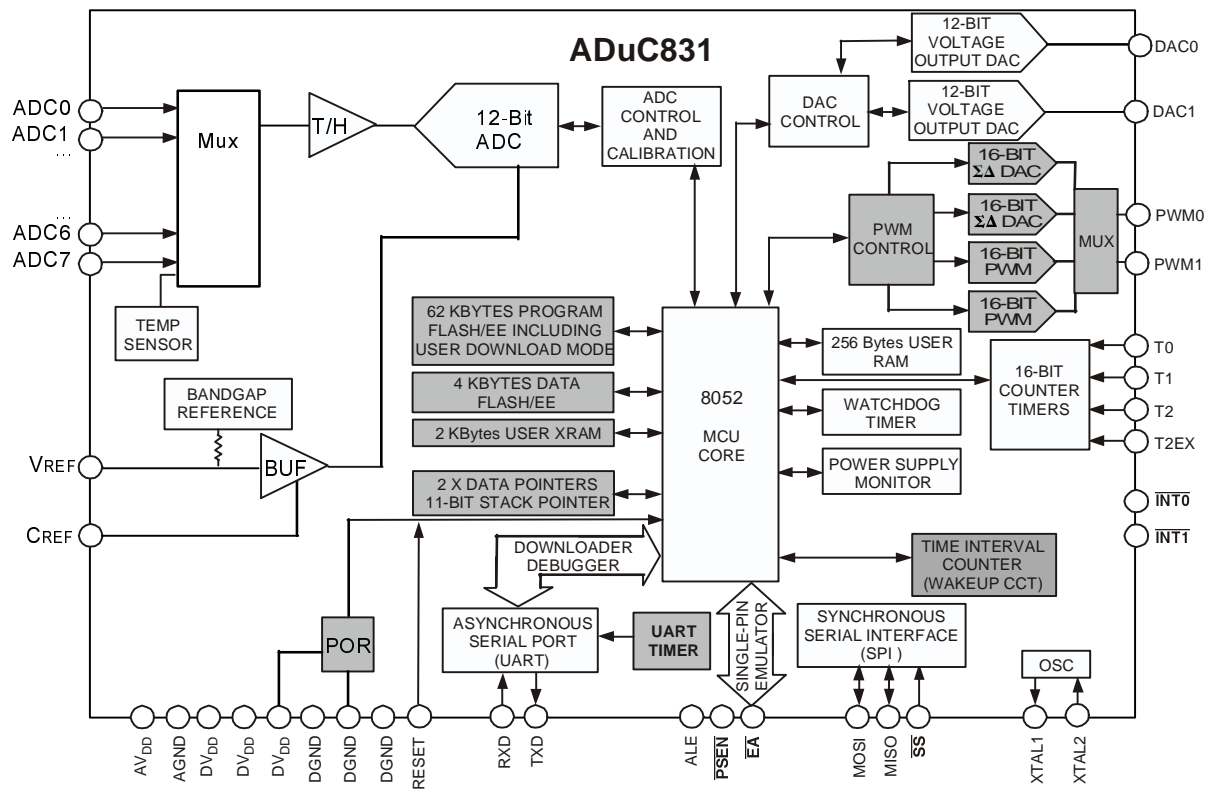 ADuC831
ADC0
ADC1
...
...
ADC6
ADC7
Mux
T/H
12-Bit
ADC
ADC
CONTROL
AND
CALIBRATION
DAC
CONTROL
12-BIT
VOLTAGE
OUTPUT DAC
DAC0
12-BIT
VOLTAGE
OUTPUT DAC
DAC1
PWM
CONTROL
16-BIT
ΣΔ DAC
16-BIT
ΣΔ DAC
16-BIT
PWM
16-BIT
PWM
MUX
PWM0
PWM1
TEMP
SENSOR
BANDGAP
REFERENCE
VREF
BUF
CREF
62 KBYTES PROGRAM
FLASH/EE INCLUDING
USER DOWNLOAD MODE
4 KBYTES DATA
FLASH/EE
2 KBytes USER XRAM
2 X DATA POINTERS
11-BIT STACK POINTER
8052
MCU
CORE
256 Bytes USER
RAM
WATCHDOG
TIMER
POWER SUPPLY
MONITOR
16-BIT
COUNTER
TIMERS
T0
T1
T2
T2EX
INT0
INT1
TIME INTERVAL
COUNTER
(WAKEUP CCT)
DOWNLOADER
DEBUGGER
POR
ASYNCHRONOUS
SERIAL PORT
(UART)
UART
TIMER
SINGLE-PIN
EMULATOR
SYNCHRONOUS
SERIAL INTERFACE
(SPI )
OSC
AVDD
AGND
DVDD
DVDD
DVDD
DGND
DGND
DGND
RESET
RXD
TXD
ALE
PSEN
EA
MOSI
MISO
SS
XTAL1
XTAL2